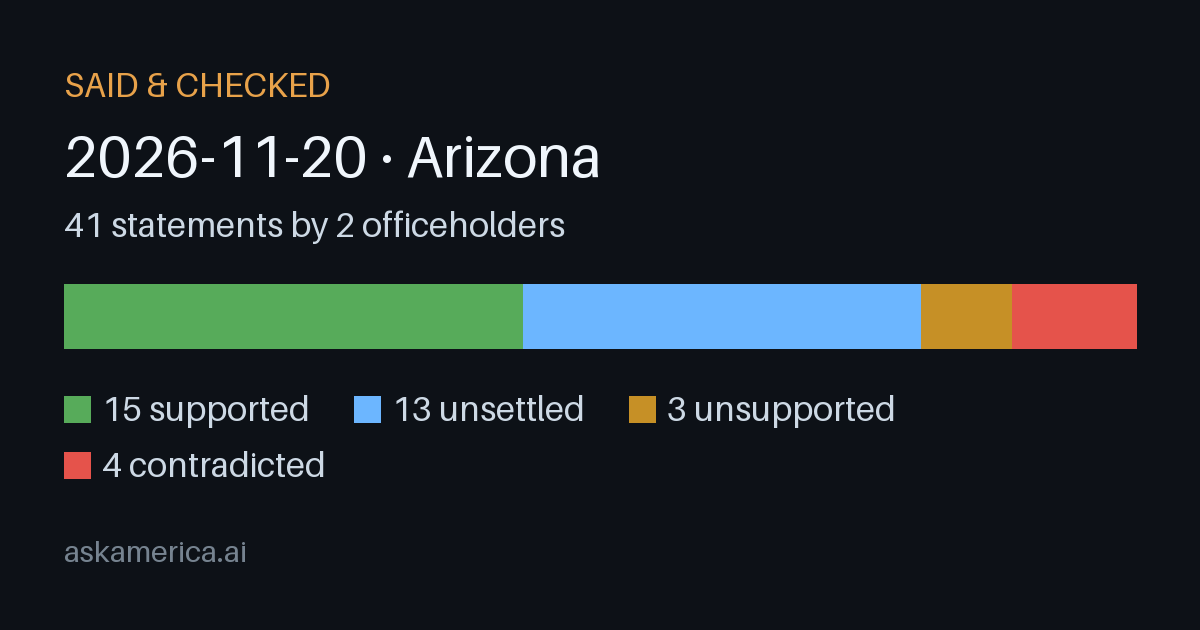 SAID & CHECKED
2026-11-20 · Arizona
41 statements by 2 officeholders
15 supported 13 unsettled 3 unsupported
4 contradicted
askamerica.ai